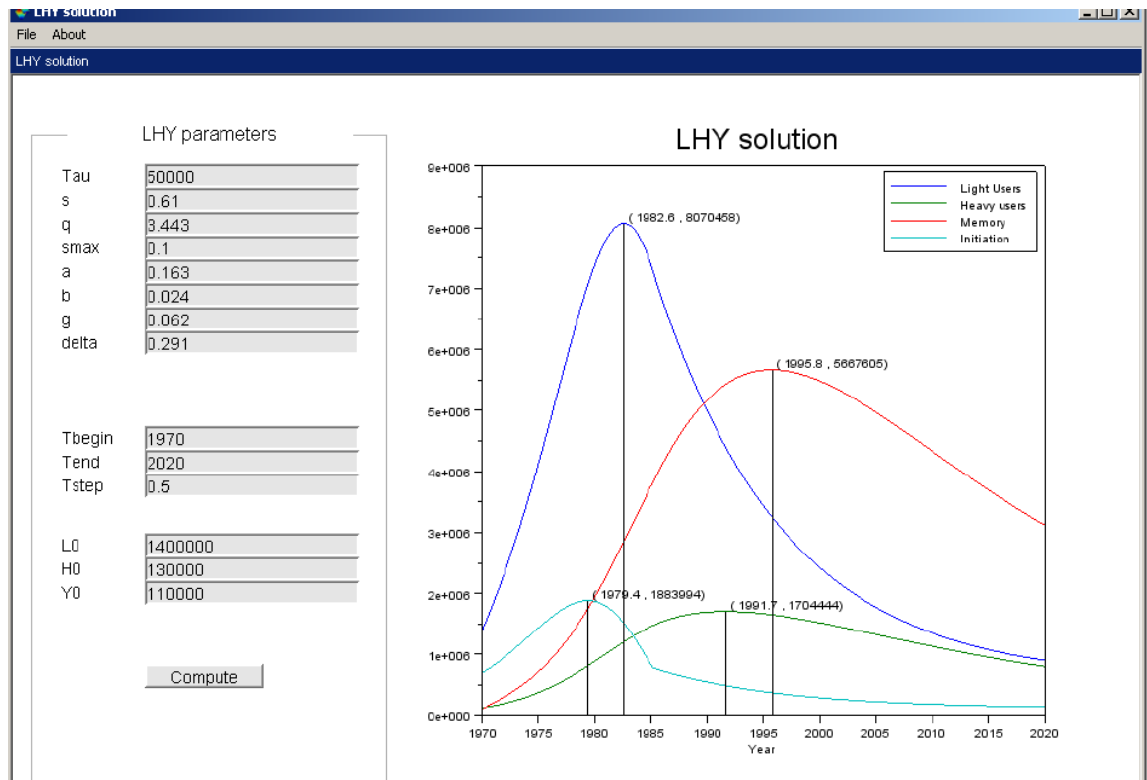 LHY solution
File About
LHY solution
LHY parameters
Tau 50000
s 0.61
q 3.443
smax 0.1
a 0.163
b 0.024
g 0.062
delta 0.291
Tbegin 1970
Tend 2020
Tstep 0.5
L0 1400000
H0 130000
Y0 110000
Compute
LHY solution
9e+006
8e+006
7e+006
6e+006
5e+006
4e+006
3e+006
2e+006
1e+006
0e+000
1970 1975 1980 1985 1990 1995 2000 2005 2010 2015 2020
Year
Light Users
Heavy users
Memory
Initiation
( 1982.6 , 8070458)
( 1995.8 , 5667605)
( 1979.4 , 1883994)
( 1991.7 , 1704444)